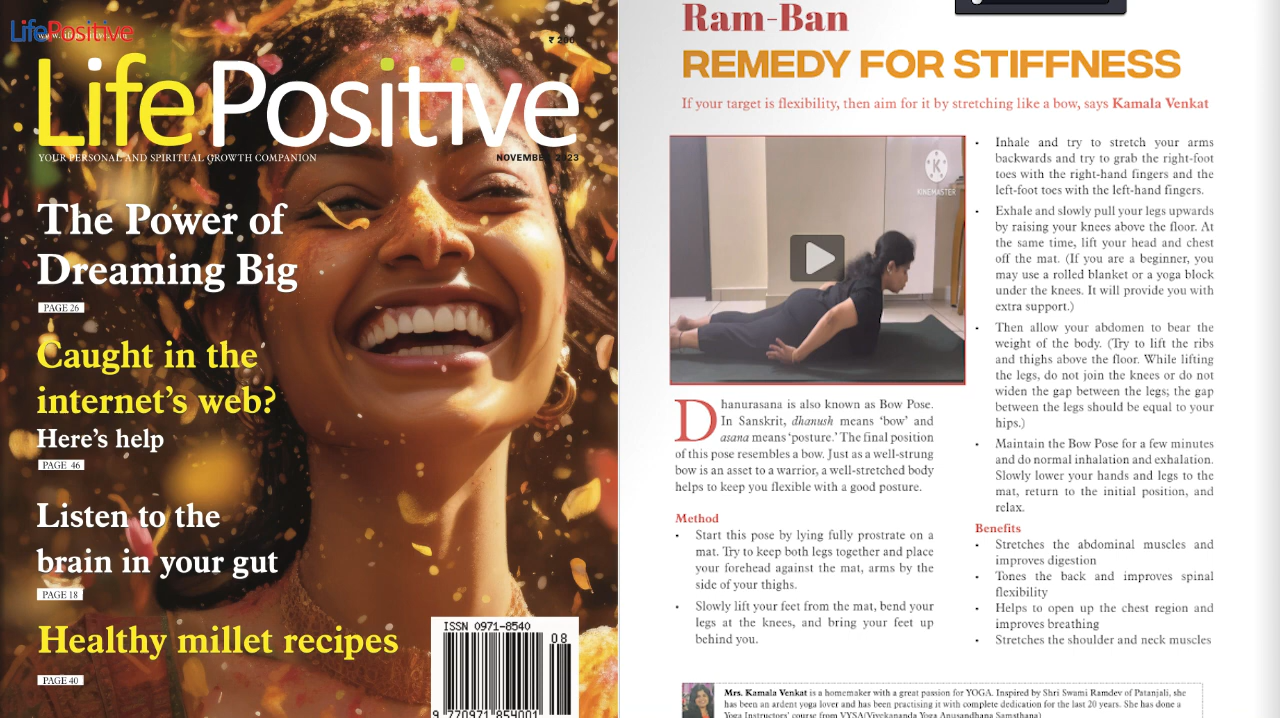 LifePositive
LifePositive
₹ 200
YOUR PERSONAL AND SPIRITUAL GROWTH COMPANION
NOVEMBER 2023
The Power of
Dreaming Big
PAGE 26
Caught in the
internet's web?
Here's help
PAGE 46
Listen to the
brain in your gut
PAGE 18
Healthy millet recipes
PAGE 40
ISSN 0971-8540
08
9 770971 854001
Ram-Ban
REMEDY FOR STIFFNESS
If your target is flexibility, then aim for it by stretching like a bow, says Kamala Venkat
KINEMASTER
Dhanurasana is also known as Bow Pose.
In Sanskrit, dhanush means 'bow' and
asana means 'posture.' The final position
of this pose resembles a bow. Just as a well-strung
bow is an asset to a warrior, a well-stretched body
helps to keep you flexible with a good posture.
Method
• Start this pose by lying fully prostrate on a
mat. Try to keep both legs together and place
your forehead against the mat, arms by the
side of your thighs.
• Slowly lift your feet from the mat, bend your
legs at the knees, and bring your feet up
behind you.
• Inhale and try to stretch your arms
backwards and try to grab the right-foot
toes with the right-hand fingers and the
left-foot toes with the left-hand fingers.
• Exhale and slowly pull your legs upwards
by raising your knees above the floor. At
the same time, lift your head and chest
off the mat. (If you are a beginner, you
may use a rolled blanket or a yoga block
under the knees. It will provide you with
extra support.)
• Then allow your abdomen to bear the
weight of the body. (Try to lift the ribs
and thighs above the floor. While lifting
the legs, do not join the knees or do not
widen the gap between the legs; the gap
between the legs should be equal to your
hips.)
• Maintain the Bow Pose for a few minutes
and do normal inhalation and exhalation.
Slowly lower your hands and legs to the
mat, return to the initial position, and
relax.
Benefits
• Stretches the abdominal muscles and
improves digestion
• Tones the back and improves spinal
flexibility
• Helps to open up the chest region and
improves breathing
• Stretches the shoulder and neck muscles
Mrs. Kamala Venkat is a homemaker with a great passion for YOGA. Inspired by Shri Swami Ramdev of Patanjali, she
has been an ardent yoga lover and has been practising it with complete dedication for the last 20 years. She has done a
Yoga Instructors' course from VYSA(Vivekananda Yoga Anusandhana Samsthana)